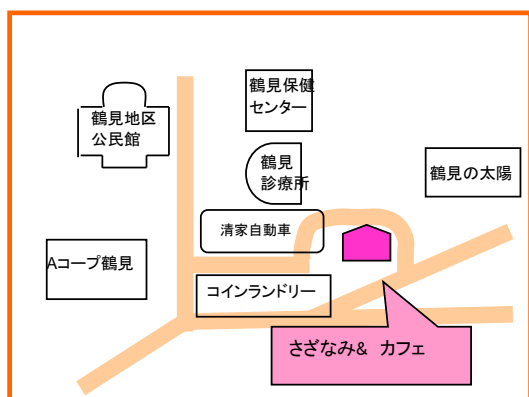 鶴見保健
センター
鶴見地区
公民館
鶴見
診療所
鶴見の太陽
清家自動車
Aコープ鶴見
コインランドリー
さざなみ& カフェ